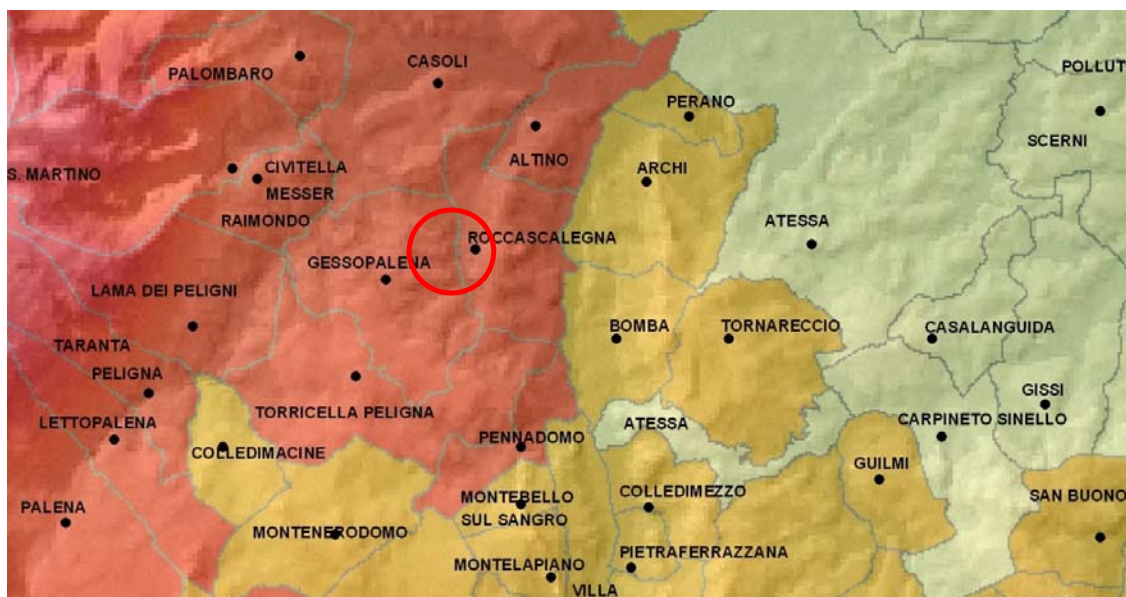 CASOLI
PALOMBARO
POLLUT
PERANO
SCERNI
ALTINO
CIVITELLA
S. MARTINO
ARCHI
MESSER
RAIMONDO
ATESSA
ROCCASCALEGNA
GESSOPALENA
LAMA DEI PELIGNI
BOMBA
TORNARECCIO
CASALANGUIDA
TARANTA
PELIGNA
GISSI
TORRICELLA PELIGNA
LETTOPALENA
ATESSA
CARPINETO SINELLO
PENNADOMO
COLLEDIMACINE
GUILMI
COLLEDIMEZZO
MONTEBELLO
SUL SANGRO
SAN BUONO
PALENA
MONTENERODOMO
PIETRAFERRAZZANA
MONTELAPIANO
VILLA